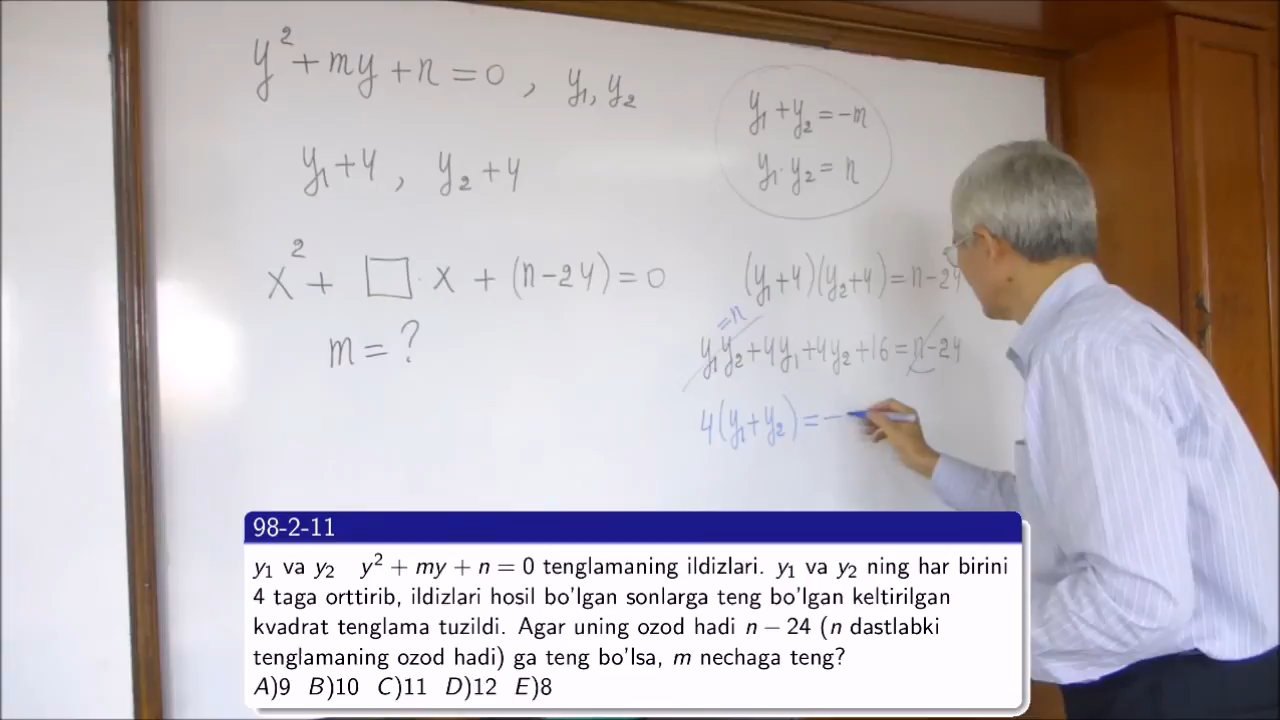 y² + my + n = 0 , y₁, y₂
y₁ + 4 , y₂ + 4
x² + □ · x + (n − 24) = 0
m = ?
y₁ + y₂ = −m
y₁ · y₂ = n
(y₁ + 4)(y₂ + 4) = n − 24
= n
y₁y₂ + 4y₁ + 4y₂ + 16 = n − 24
4(y₁ + y₂) = −
98-2-11
y₁ va y₂ y² + my + n = 0 tenglamaning ildizlari. y₁ va y₂ ning har birini
4 taga orttirib, ildizlari hosil bo'lgan sonlarga teng bo'lgan keltirilgan
kvadrat tenglama tuzildi. Agar uning ozod hadi n − 24 (n dastlabki
tenglamaning ozod hadi) ga teng bo'lsa, m nechaga teng?
A)9 B)10 C)11 D)12 E)8